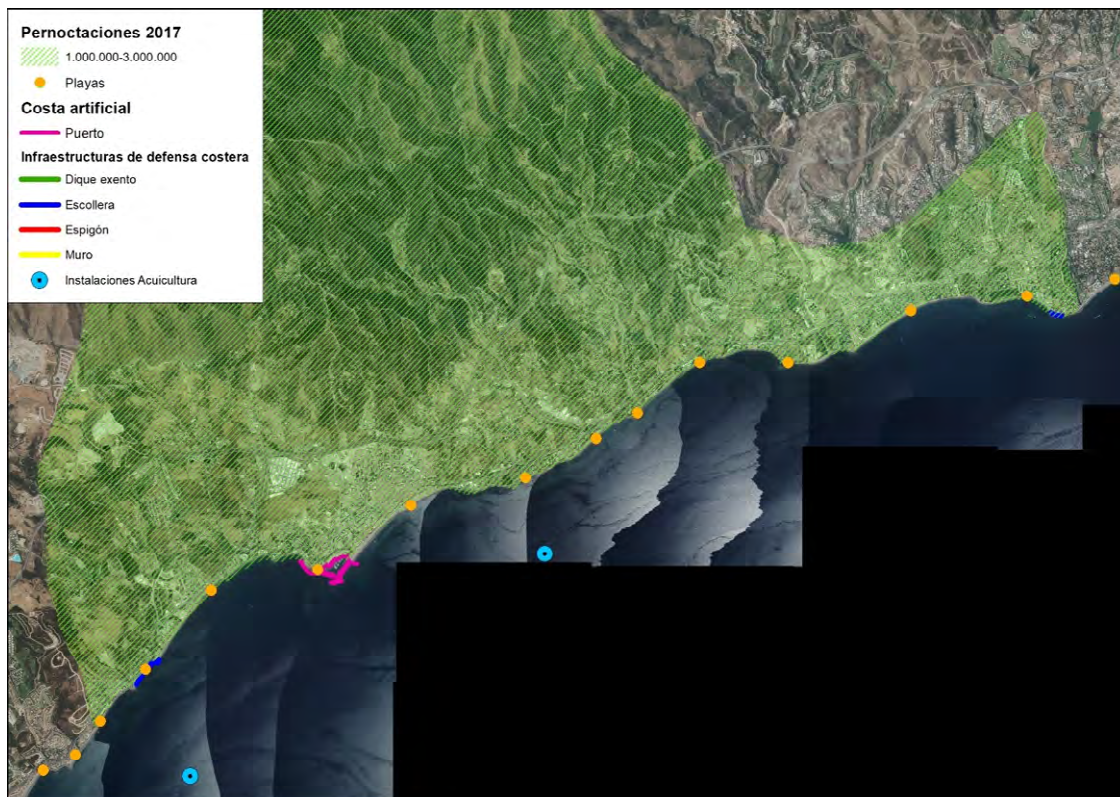 Pernoctaciones 2017
1.000.000-3.000.000
Playas
Costa artificial
Puerto
Infraestructuras de defensa costera
Dique exento
Escollera
Espigón
Muro
Instalaciones Acuicultura